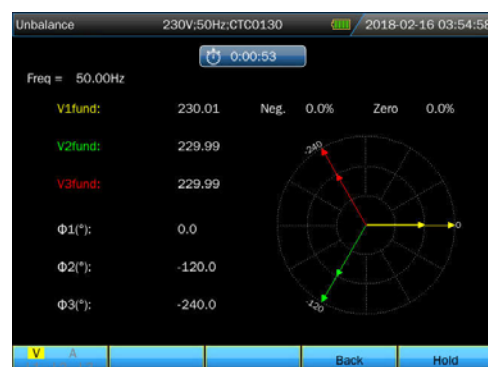 Unbalance 230V;50Hz;CTC0130 2018-02-16 03:54:58
0:00:53
Freq = 50.00Hz
V1fund: 230.01 Neg. 0.0% Zero 0.0%
V2fund: 229.99
V3fund: 229.99
Φ1(°): 0.0
Φ2(°): -120.0
Φ3(°): -240.0
-240
0
-120
V A
Back Hold